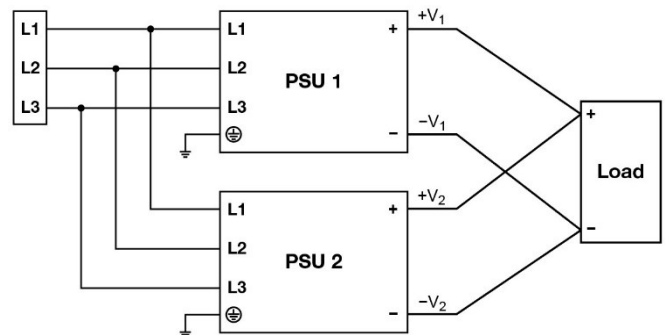 L1
L2
L3
L1
L2
L3
PSU 1
+
−
+V₁
−V₁
L1
L2
L3
PSU 2
+
−
+V₂
−V₂
+
Load
−